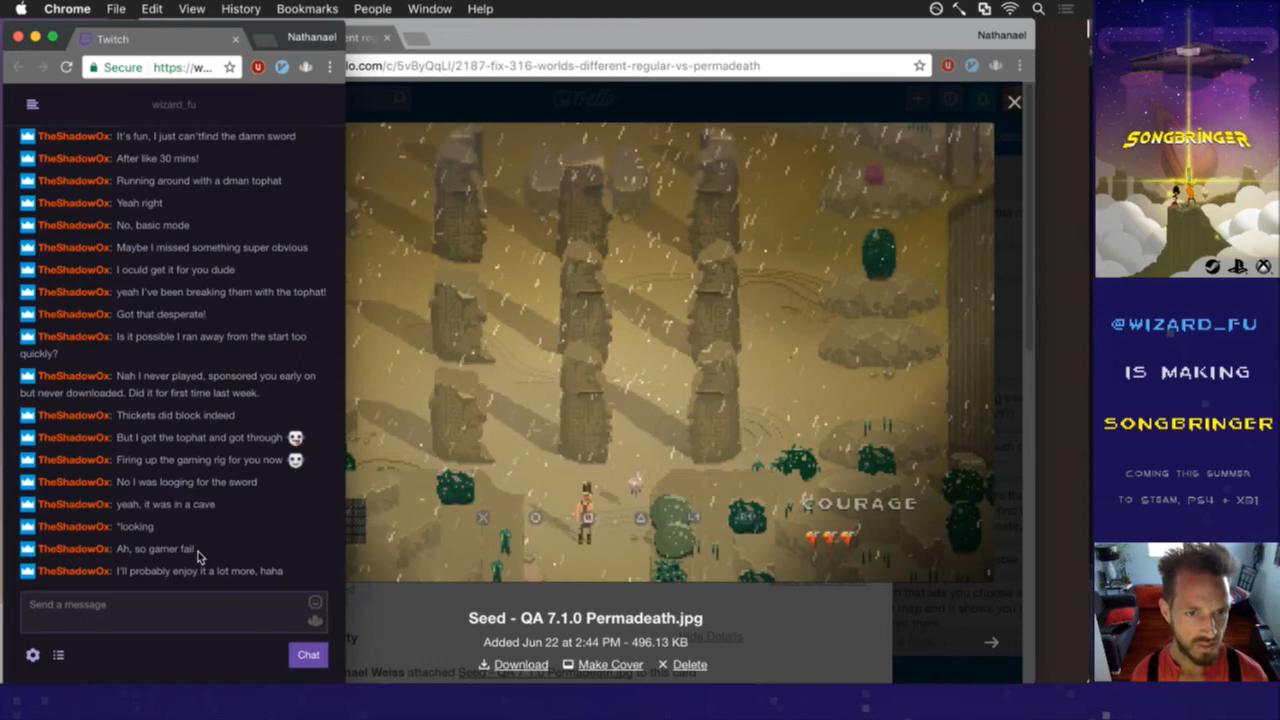 Chrome File Edit View History Bookmarks People Window Help
Twitch
Nathanael
Nathanael
Secure https://w...
lo.com/c/5vByQqLI/2187-fix-316-worlds-different-regular-vs-permadeath
wizard_fu
Trello
TheShadowOx: It's fun, I just can'tfind the damn sword
TheShadowOx: After like 30 mins!
TheShadowOx: Running around with a dman tophat
TheShadowOx: Yeah right
TheShadowOx: No, basic mode
TheShadowOx: Maybe I missed something super obvious
TheShadowOx: I oculd get it for you dude
TheShadowOx: yeah I've been breaking them with the tophat!
TheShadowOx: Got that desperate!
TheShadowOx: Is it possible I ran away from the start too
quickly?
TheShadowOx: Nah I never played, sponsored you early on
but never downloaded. Did it for first time last week.
TheShadowOx: Thickets did block indeed
TheShadowOx: But I got the tophat and got through
TheShadowOx: Firing up the gaming rig for you now
TheShadowOx: No I was looging for the sword
TheShadowOx: yeah, it was in a cave
TheShadowOx: *looking
TheShadowOx: Ah, so gamer fail
TheShadowOx: I'll probably enjoy it a lot more, haha
Send a message
Chat
COURAGE
L1
Seed - QA 7.1.0 Permadeath.jpg
Added Jun 22 at 2:44 PM - 496.13 KB
Hide Details
Download Make Cover Delete
ael Weiss attached Seed - QA 7.1.0 Permadeath.jpg to this card
SONGBRINGER
@WIZARD_FU
IS MAKING
SONGBRINGER
COMING THIS SUMMER
TO STEAM, PS4 + XB1